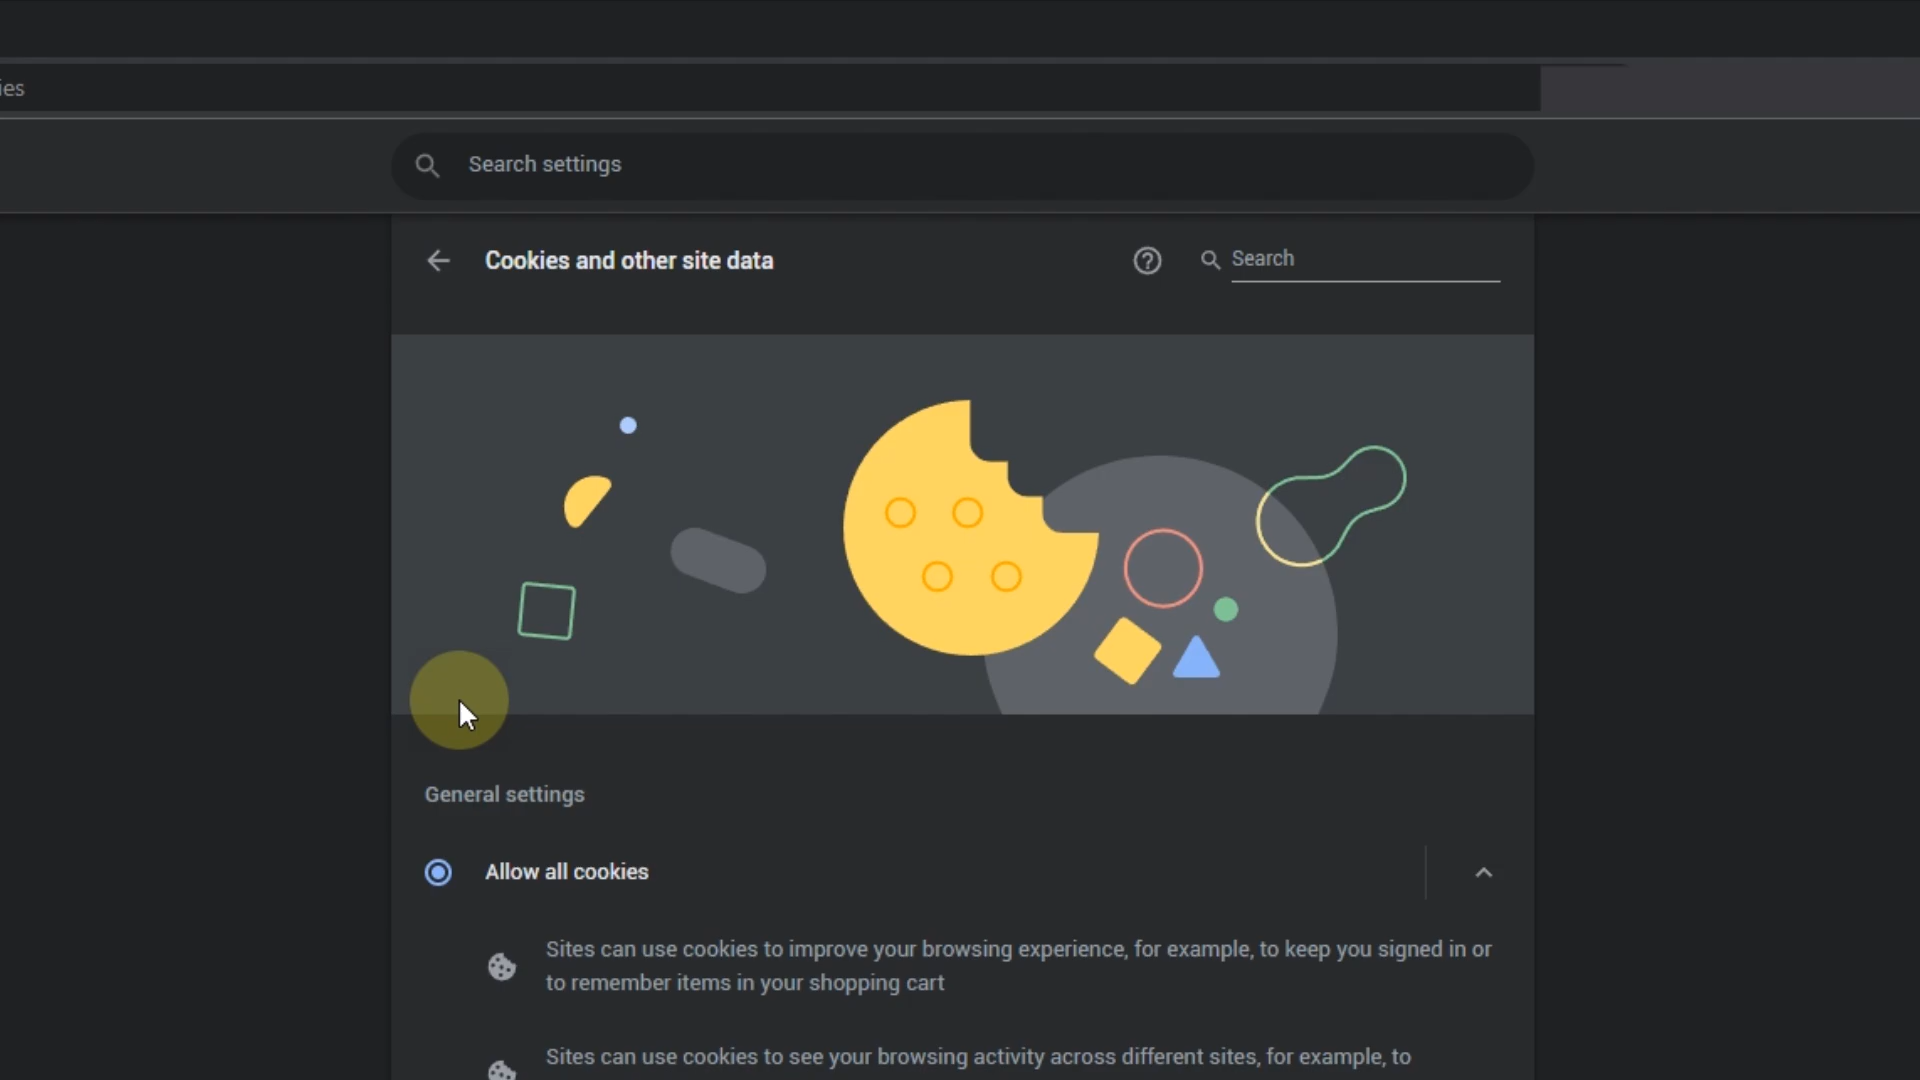 ies
Search settings
Cookies and other site data
Search
General settings
Allow all cookies
Sites can use cookies to improve your browsing experience, for example, to keep you signed in or
to remember items in your shopping cart
Sites can use cookies to see your browsing activity across different sites, for example, to